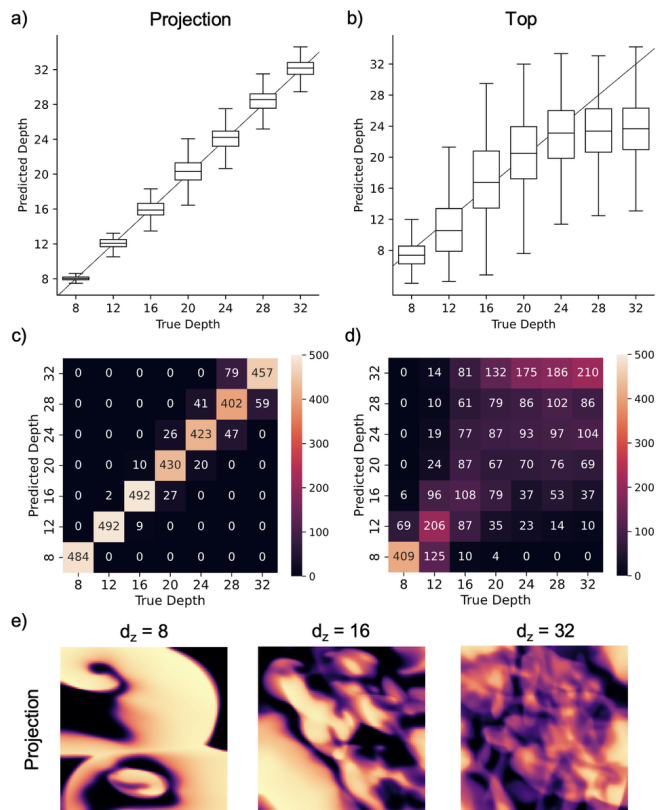 a) Projection b) Top
32 32
28 28
24 24
20 20
16 16
12 12
8 8
Predicted Depth Predicted Depth
8 12 16 20 24 28 32 8 12 16 20 24 28 32
True Depth True Depth
c) d)
32 0 0 0 0 0 79 457 500 32 0 14 81 132 175 186 210 500
28 0 0 0 0 41 402 59 400 28 0 10 61 79 86 102 86 400
24 0 0 0 26 423 47 0 24 0 19 77 87 93 97 104
20 0 0 10 430 20 0 0 300 20 0 24 87 67 70 76 69 300
16 0 2 492 27 0 0 0 200 16 6 96 108 79 37 53 37 200
12 0 492 9 0 0 0 0 100 12 69 206 87 35 23 14 10 100
8 484 0 0 0 0 0 0 0 8 409 125 10 4 0 0 0 0
Predicted Depth Predicted Depth
8 12 16 20 24 28 32 8 12 16 20 24 28 32
True Depth True Depth
e) d_z = 8 d_z = 16 d_z = 32
Projection